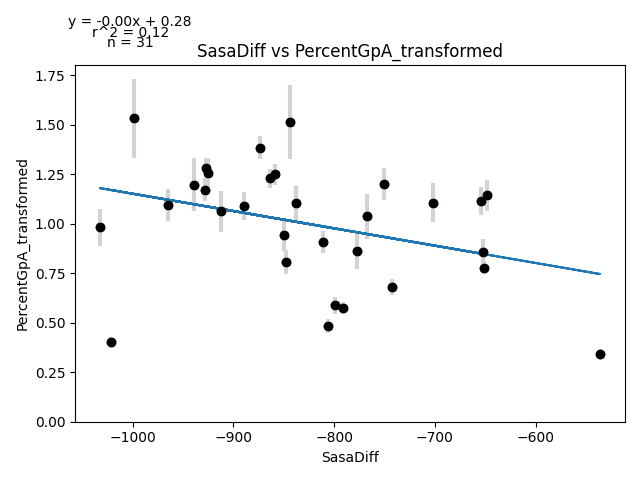 y = -0.00x + 0.28
r^2 = 0.12
n = 31
SasaDiff vs PercentGpA_transformed
1.75
1.50
1.25
1.00
0.75
0.50
0.25
0.00
PercentGpA_transformed
−1000 −900 −800 −700 −600
SasaDiff